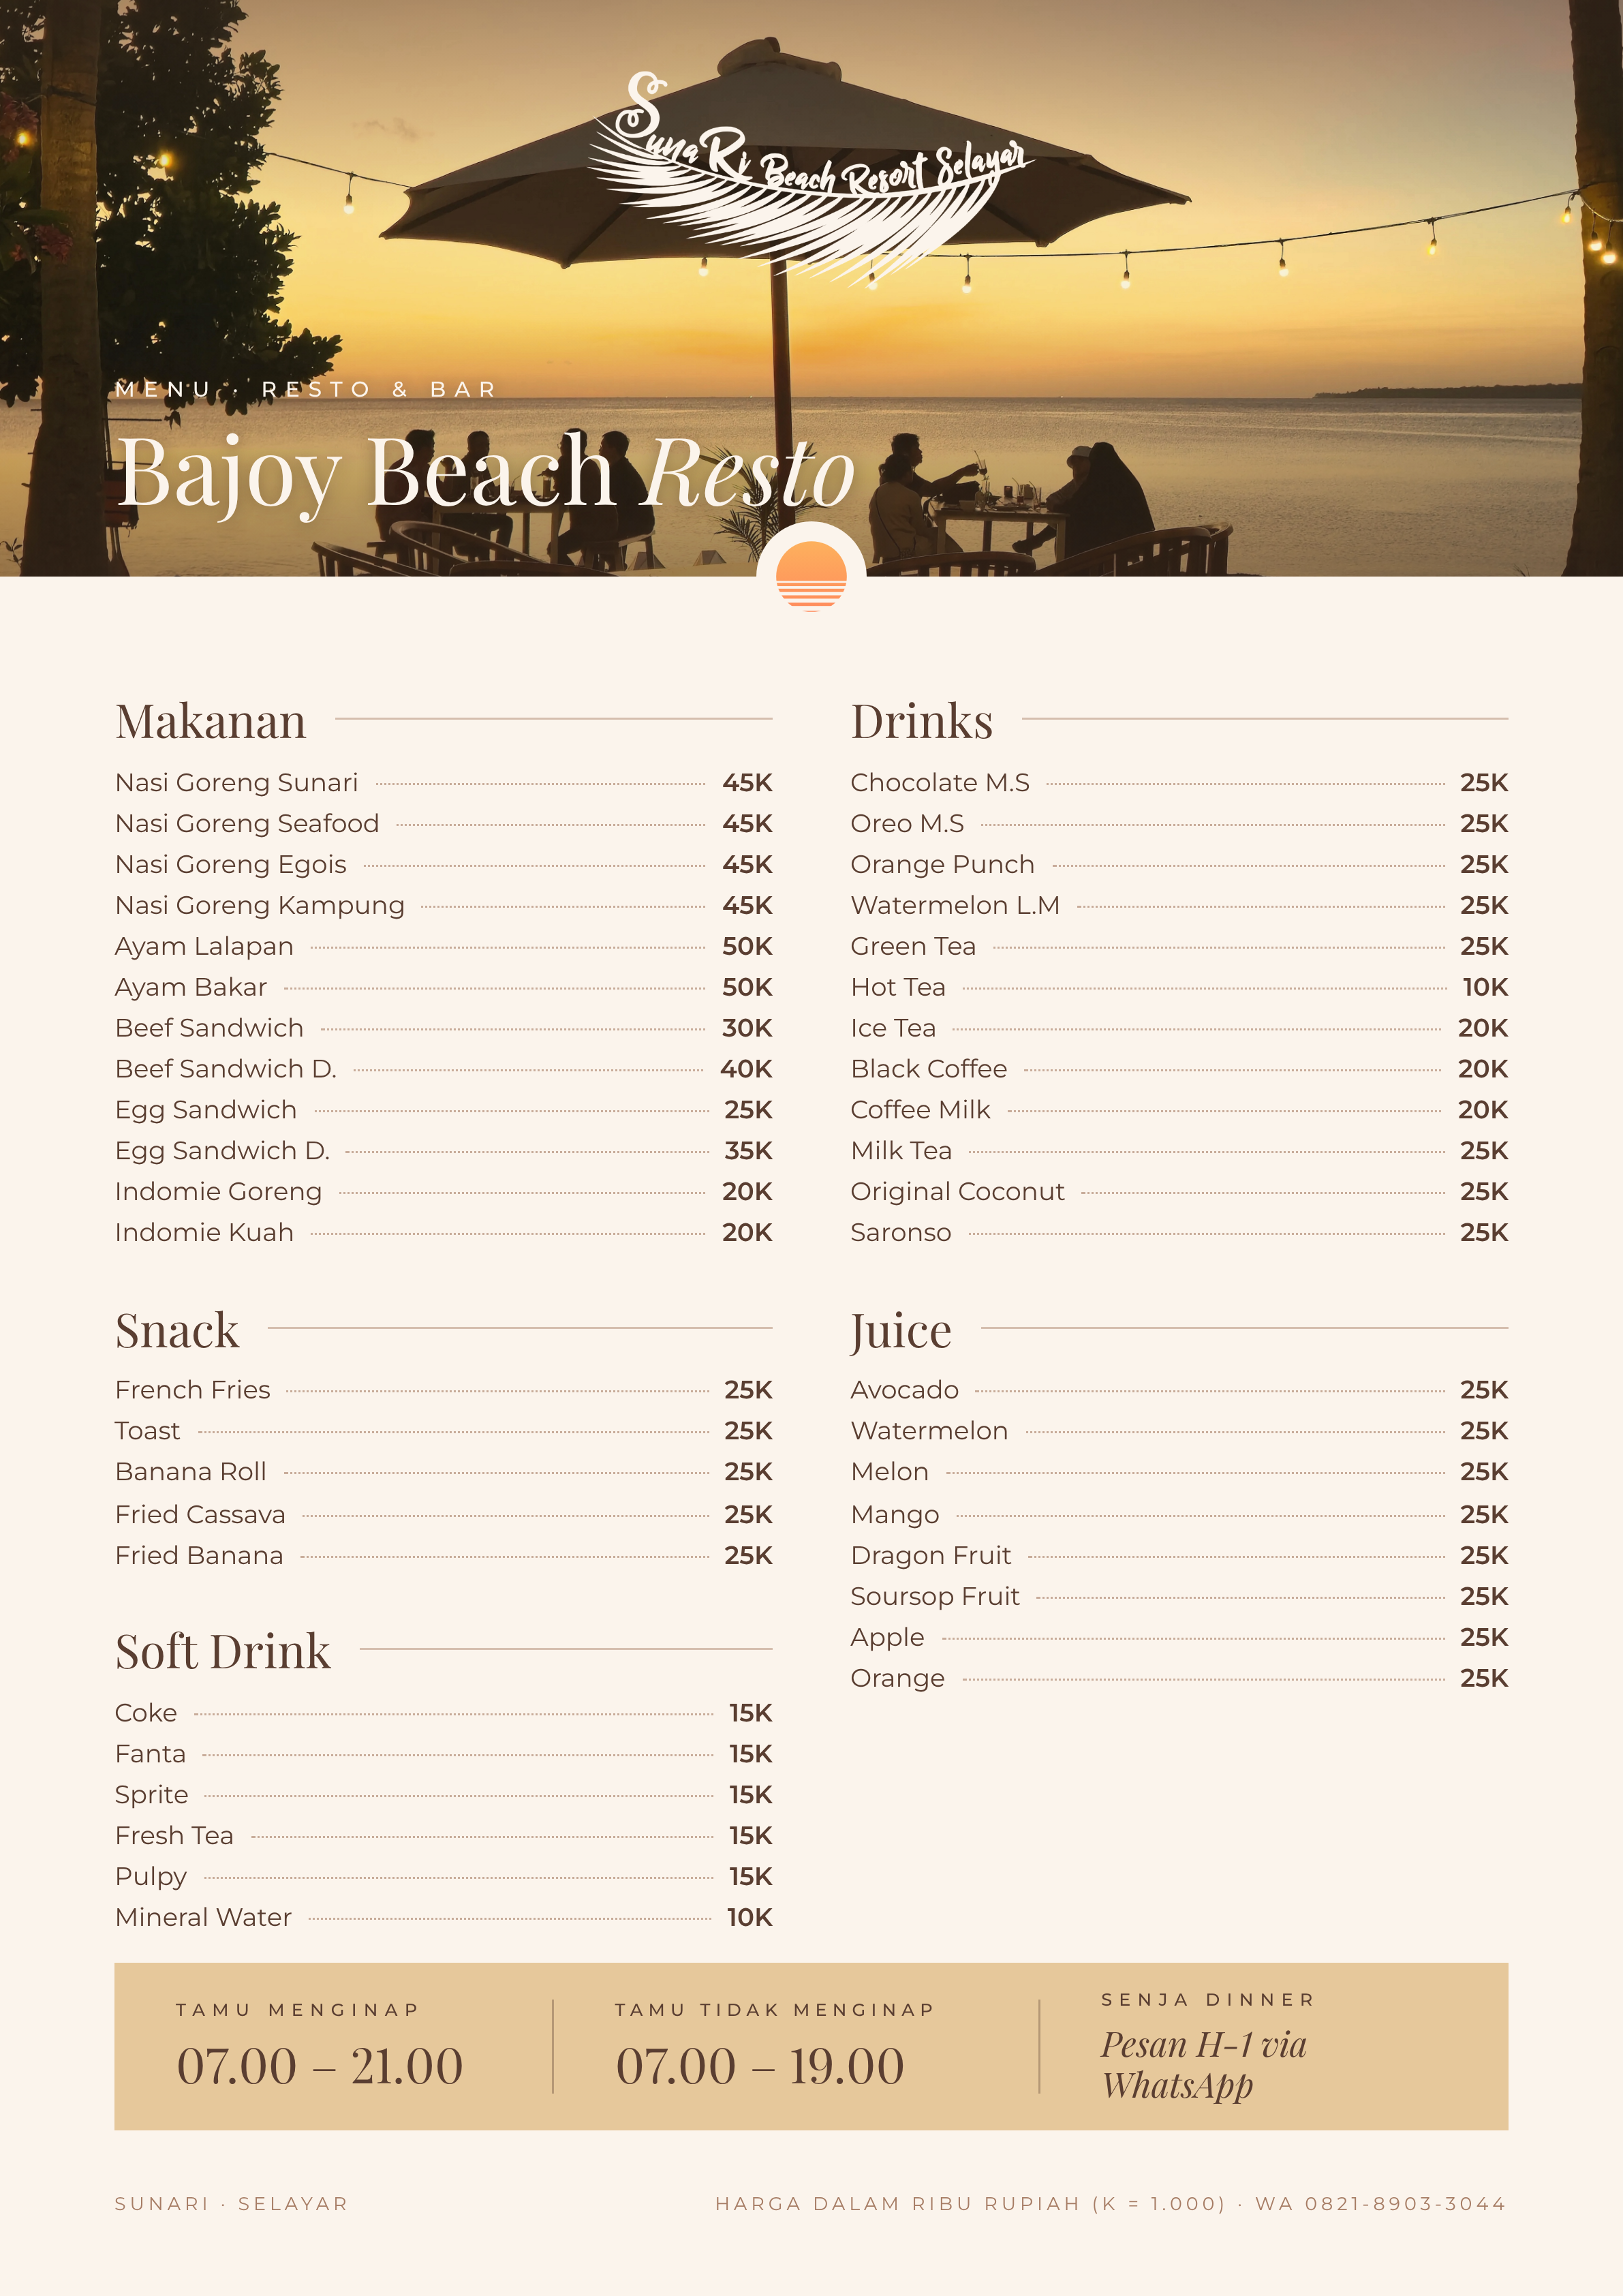 SunaRi Beach Resort Selayar
MENU · RESTO & BAR
Bajoy Beach Resto
Makanan
Nasi Goreng Sunari 45K
Nasi Goreng Seafood 45K
Nasi Goreng Egois 45K
Nasi Goreng Kampung 45K
Ayam Lalapan 50K
Ayam Bakar 50K
Beef Sandwich 30K
Beef Sandwich D. 40K
Egg Sandwich 25K
Egg Sandwich D. 35K
Indomie Goreng 20K
Indomie Kuah 20K
Snack
French Fries 25K
Toast 25K
Banana Roll 25K
Fried Cassava 25K
Fried Banana 25K
Soft Drink
Coke 15K
Fanta 15K
Sprite 15K
Fresh Tea 15K
Pulpy 15K
Mineral Water 10K
Drinks
Chocolate M.S 25K
Oreo M.S 25K
Orange Punch 25K
Watermelon L.M 25K
Green Tea 25K
Hot Tea 10K
Ice Tea 20K
Black Coffee 20K
Coffee Milk 20K
Milk Tea 25K
Original Coconut 25K
Saronso 25K
Juice
Avocado 25K
Watermelon 25K
Melon 25K
Mango 25K
Dragon Fruit 25K
Soursop Fruit 25K
Apple 25K
Orange 25K
TAMU MENGINAP
07.00 – 21.00
TAMU TIDAK MENGINAP
07.00 – 19.00
SENJA DINNER
Pesan H-1 via
WhatsApp
SUNARI · SELAYAR
HARGA DALAM RIBU RUPIAH (K = 1.000) · WA 0821-8903-3044